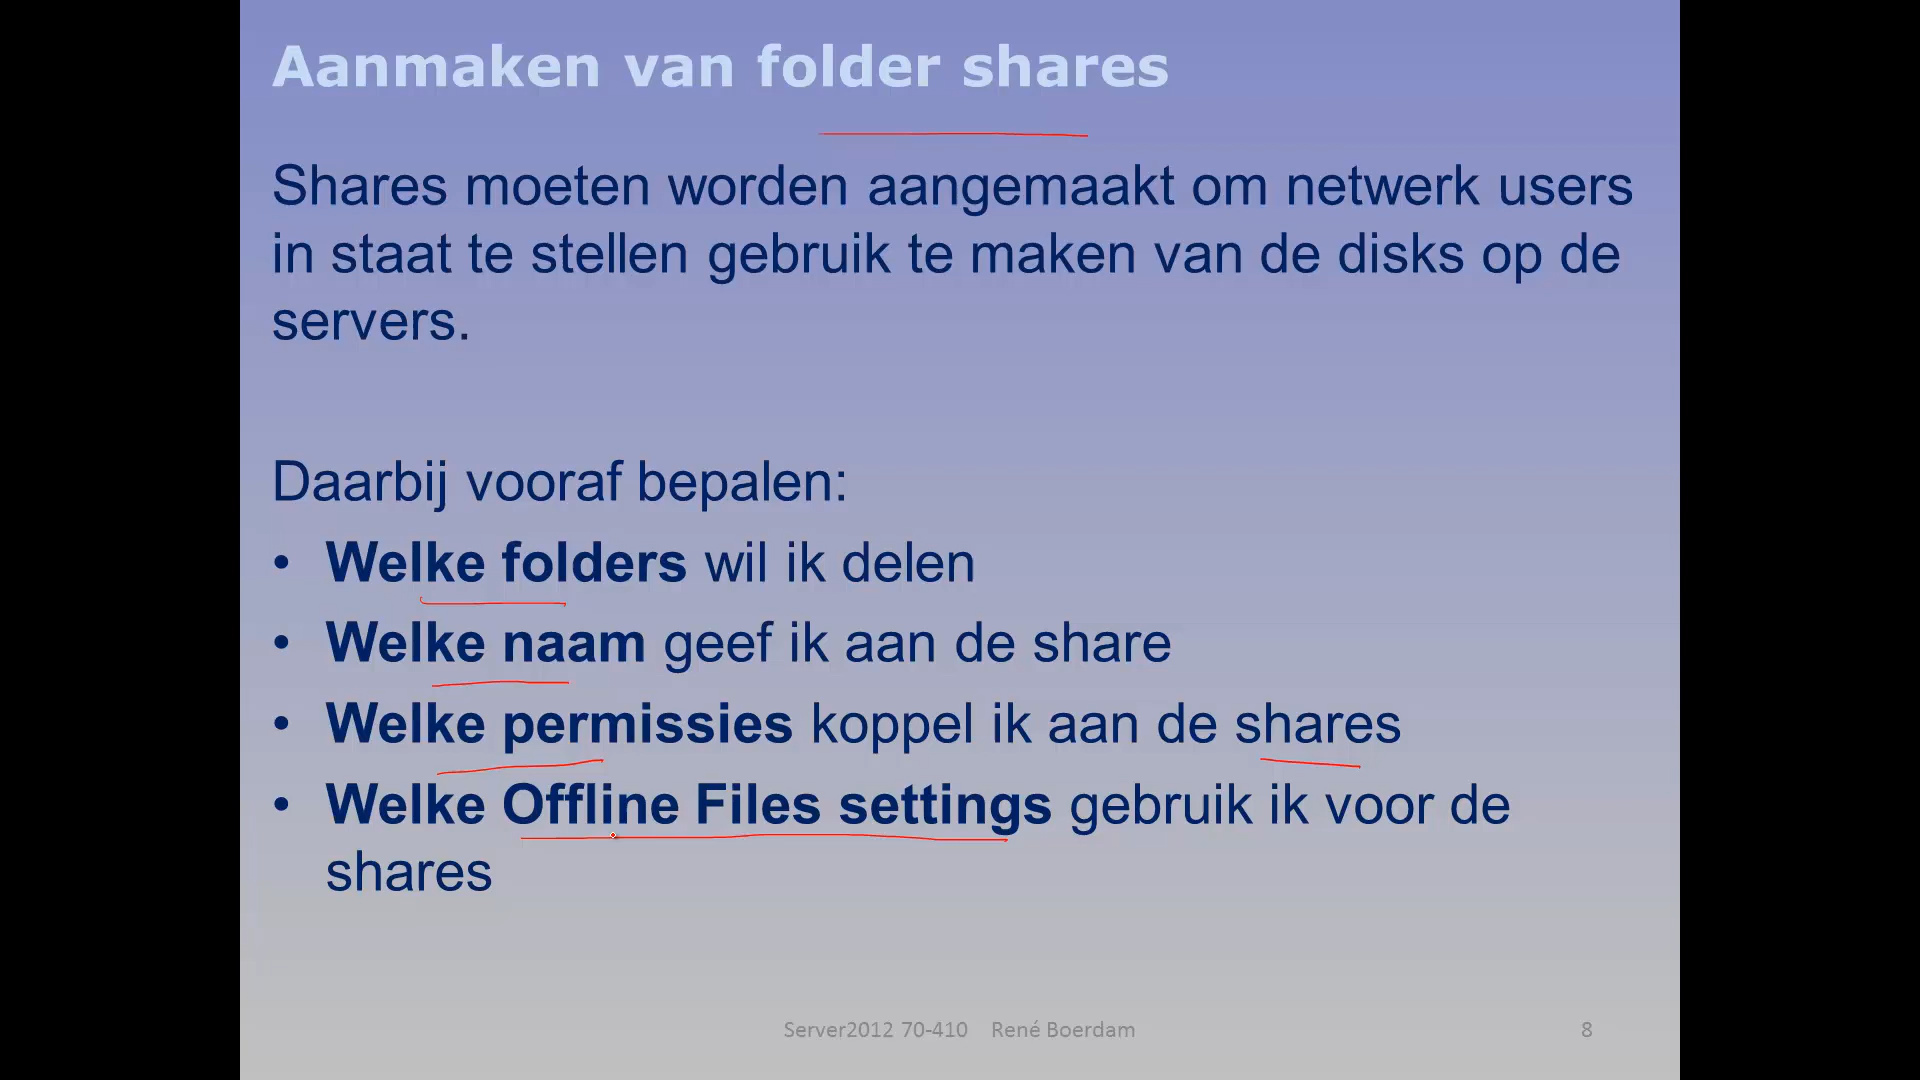 Aanmaken van folder shares
Shares moeten worden aangemaakt om netwerk users
in staat te stellen gebruik te maken van de disks op de
servers.
Daarbij vooraf bepalen:
• Welke folders wil ik delen
• Welke naam geef ik aan de share
• Welke permissies koppel ik aan de shares
• Welke Offline Files settings gebruik ik voor de
shares
Server2012 70-410 René Boerdam 8